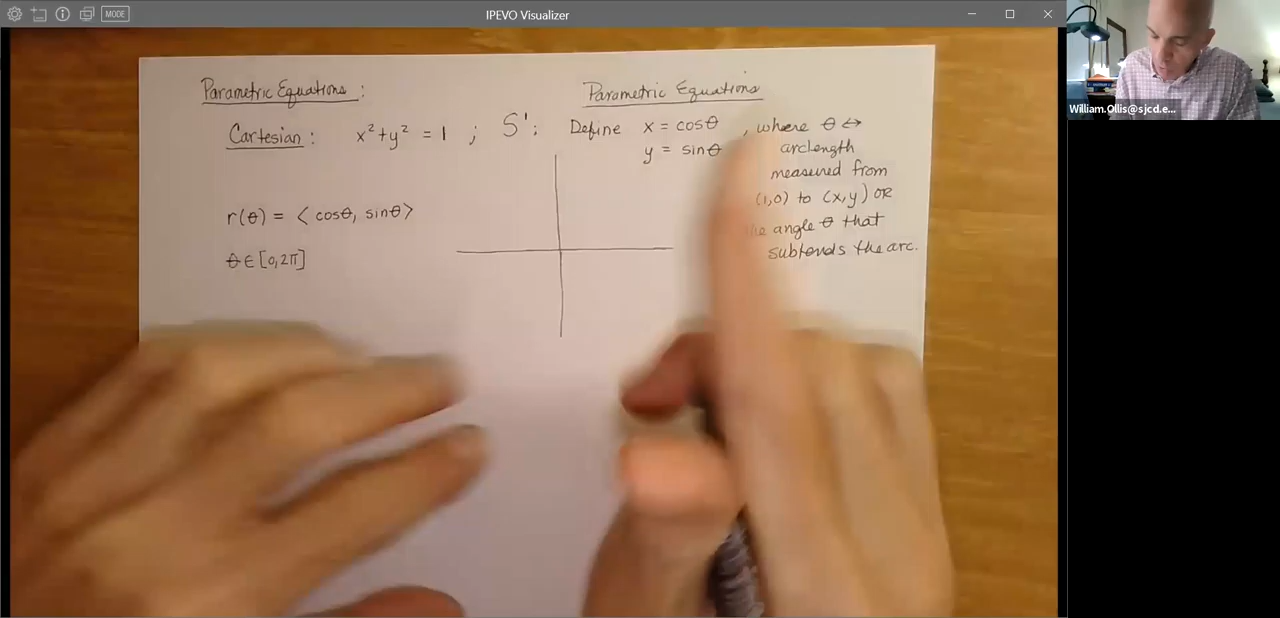 MODE
IPEVO Visualizer
William.Ollis@sjcd.e...
Parametric Equations :
Cartesian : x²+y² = 1 ; S¹:
r(θ) = < cosθ, sinθ>
θ ∈ [0,2π]
Parametric Equations
Define x = cosθ , where θ ↔
y = sinθ arclength
measured from
(1,0) to (x,y) OR
angle θ that
subtends the arc.